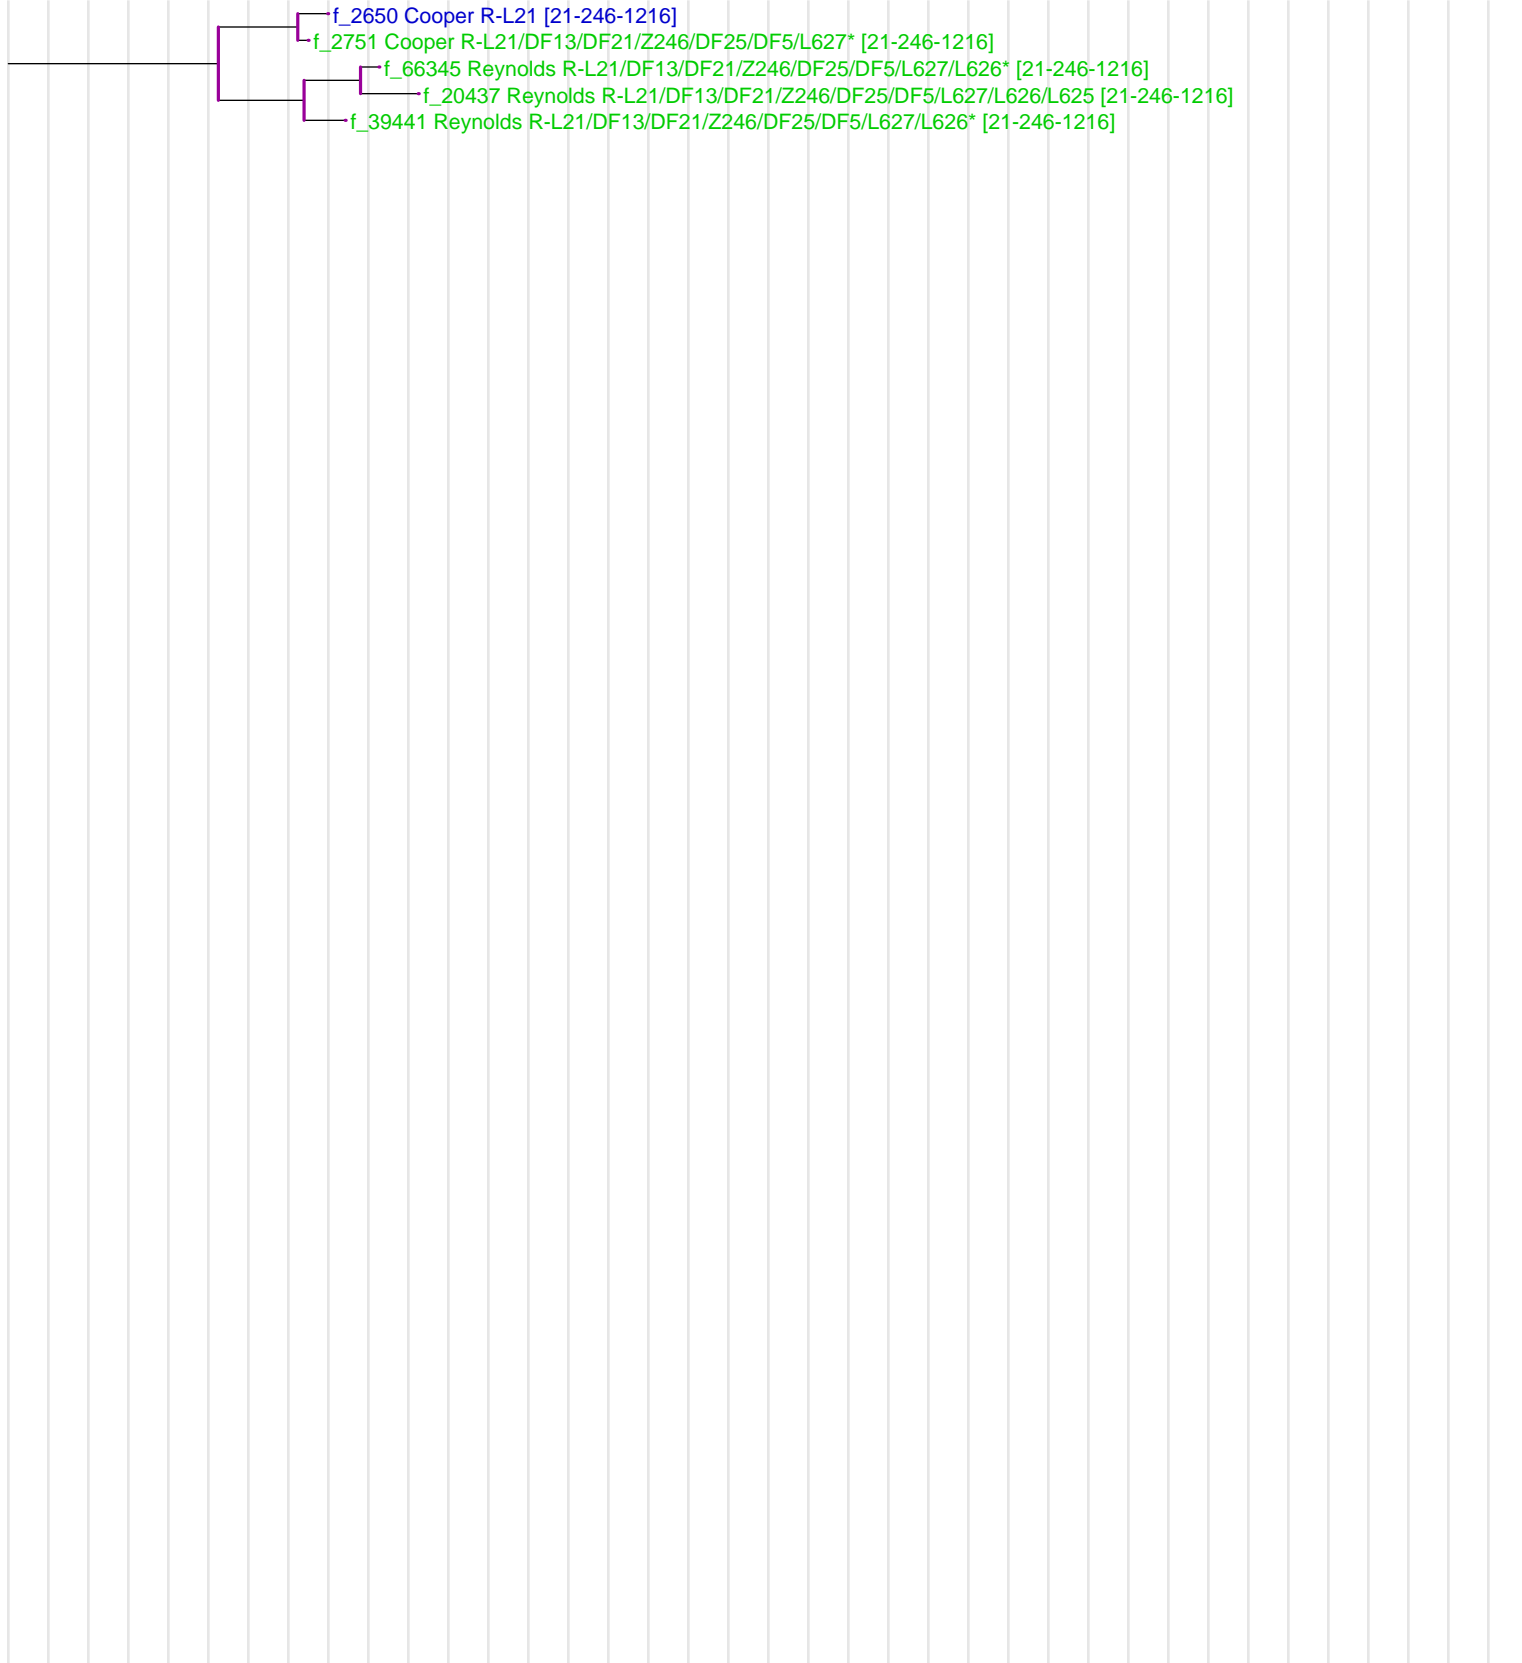 f_2650 Cooper R-L21 [21-246-1216]
f_2751 Cooper R-L21/DF13/DF21/Z246/DF25/DF5/L627* [21-246-1216]
f_66345 Reynolds R-L21/DF13/DF21/Z246/DF25/DF5/L627/L626* [21-246-1216]
f_20437 Reynolds R-L21/DF13/DF21/Z246/DF25/DF5/L627/L626/L625 [21-246-1216]
f_39441 Reynolds R-L21/DF13/DF21/Z246/DF25/DF5/L627/L626* [21-246-1216]